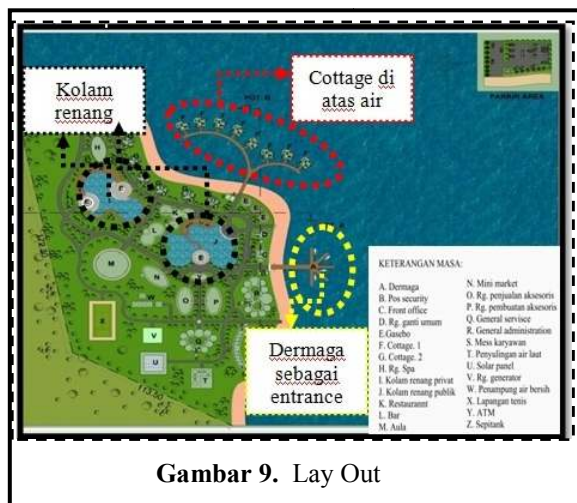 Kolam
renang
Cottage di
atas air
PARKIR AREA
Dermaga
sebagai
entrance
KETERANGAN MASA:
A. Dermaga
B. Pos security
C. Front office
D. Rg. ganti umum
E.Gasebo
F. Cottage. 1
G. Cottage. 2
H. Rg. Spa
I. Kolam renang privat
J. Kolam renang publik
K. Restaurannt
L. Bar
M. Aula
N. Mini market
O. Rg. penjualan aksesoris
P. Rg. pembuatan aksesoris
Q. General servisce
R. General administration
S. Mess karyawan
T. Penyulingan air laut
U. Solar panel
V. Rg. generator
W. Penampung air bersih
X. Lapangan tenis
Y. ATM
Z. Sepitank
Gambar 9. Lay Out